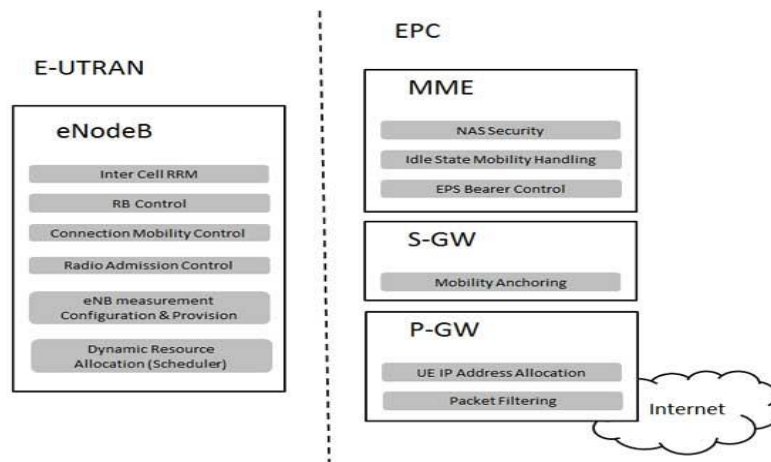 E-UTRAN
eNodeB
Inter Cell RRM
RB Control
Connection Mobility Control
Radio Admission Control
eNB measurement
Configuration & Provision
Dynamic Resource
Allocation (Scheduler)
EPC
MME
NAS Security
Idle State Mobility Handling
EPS Bearer Control
S-GW
Mobility Anchoring
P-GW
UE IP Address Allocation
Packet Filtering
Internet